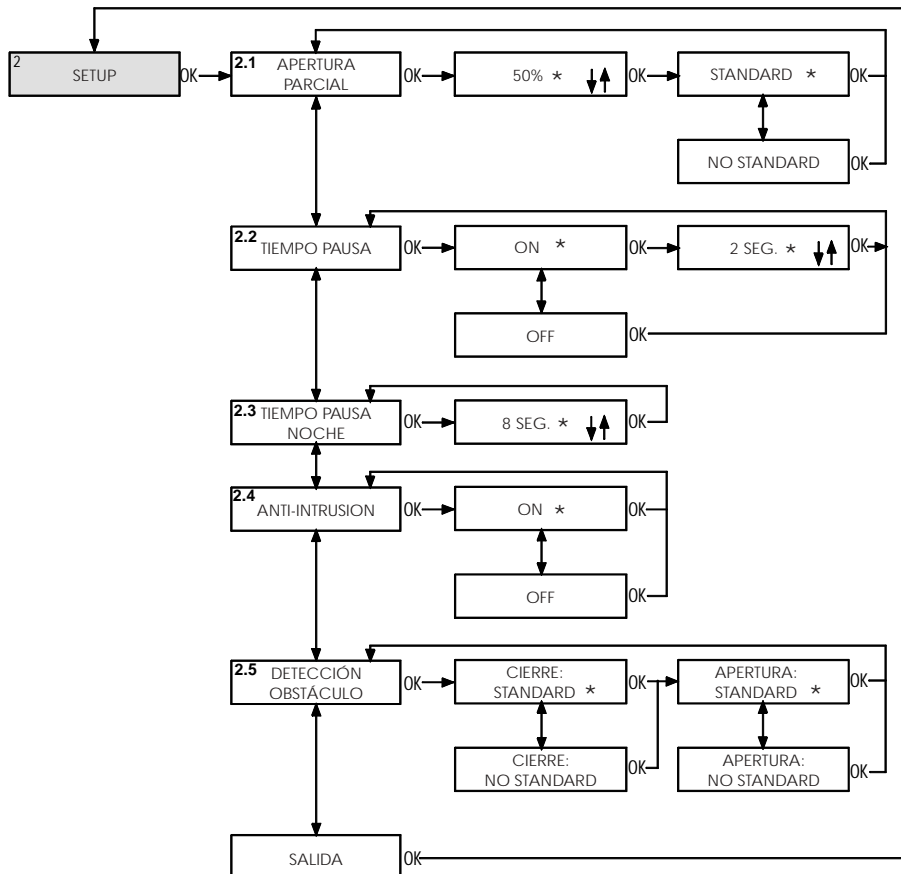 2
SETUP
OK
2.1
APERTURA
PARCIAL
OK
50% *
OK
STANDARD *
OK
NO STANDARD
OK
2.2
TIEMPO PAUSA
OK
ON *
OK
2 SEG. *
OK
OFF
OK
2.3
TIEMPO PAUSA
NOCHE
OK
8 SEG. *
OK
2.4
ANTI-INTRUSION
OK
ON *
OK
OFF
OK
2.5
DETECCIÓN
OBSTÁCULO
OK
CIERRE:
STANDARD *
OK
APERTURA:
STANDARD *
OK
CIERRE:
NO STANDARD
OK
APERTURA:
NO STANDARD
OK
SALIDA
OK